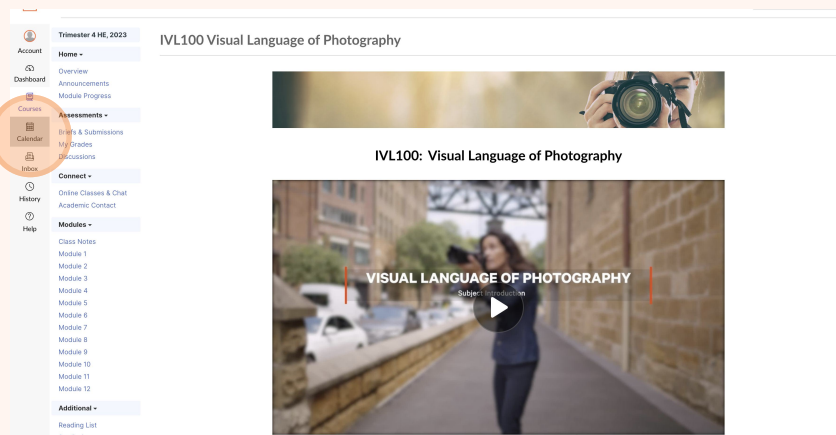 Account
Dashboard
Courses
Calendar
Inbox
History
Help
Trimester 4 HE, 2023
Home
Overview
Announcements
Module Progress
Assessments
Briefs & Submissions
My Grades
Discussions
Connect
Online Classes & Chat
Academic Contact
Modules
Class Notes
Module 1
Module 2
Module 3
Module 4
Module 5
Module 6
Module 7
Module 8
Module 9
Module 10
Module 11
Module 12
Additional
Reading List
IVL100 Visual Language of Photography
IVL100: Visual Language of Photography
VISUAL LANGUAGE OF PHOTOGRAPHY
Subject Introduction